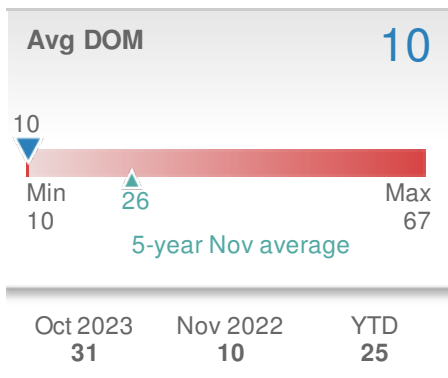 Avg DOM 10
10
Min 26 Max
10 67
5-year Nov average
Oct 2023 Nov 2022 YTD
31 10 25